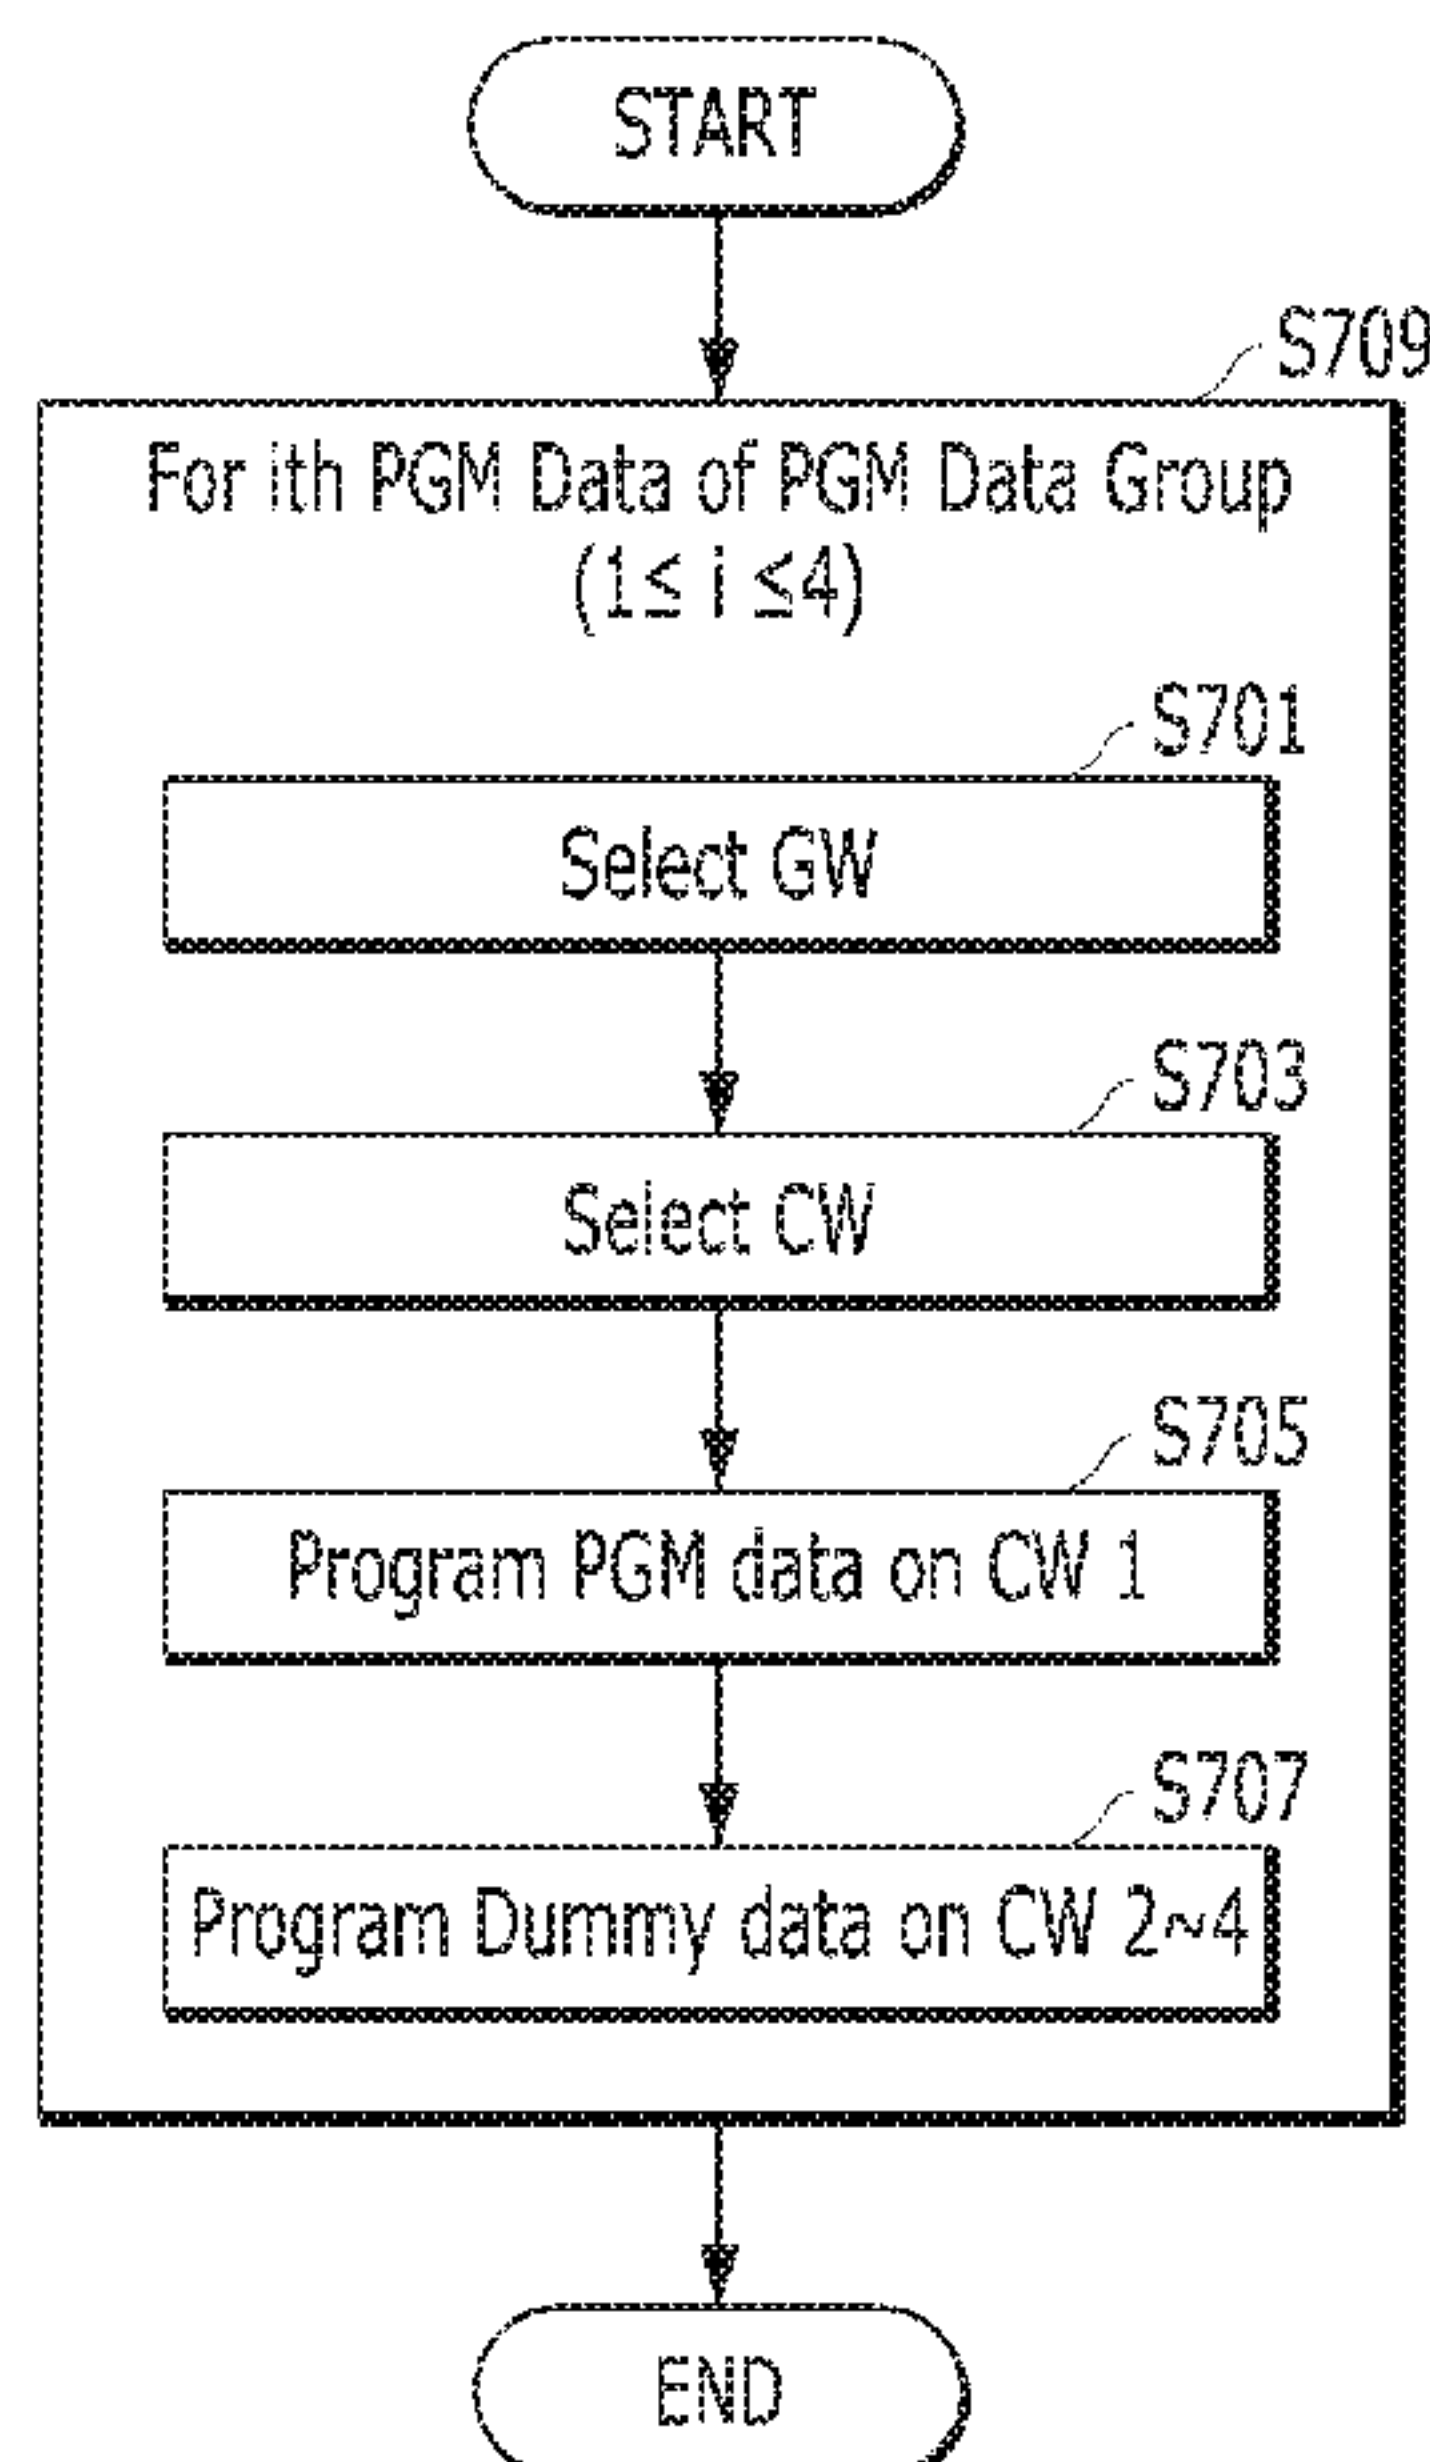 START
S709
For ith PGM Data of PGM Data Group
(1≤ i ≤4)
S701
Select GW
S703
Select CW
S705
Program PGM data on CW 1
S707
Program Dummy data on CW 2~4
END